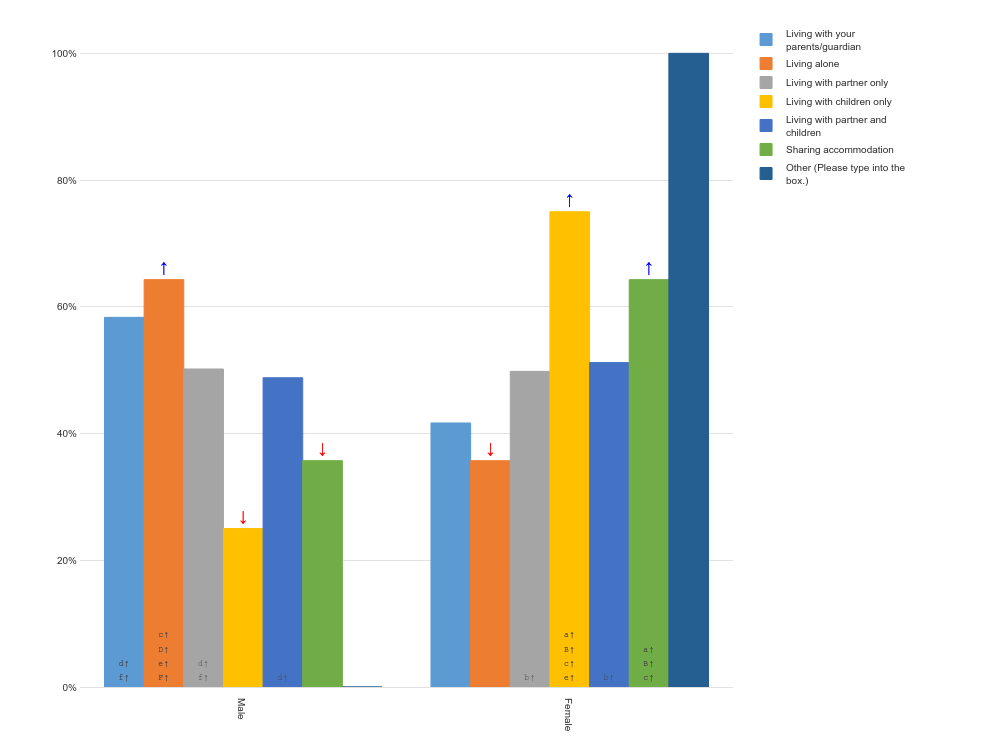 100%
80%
60%
40%
20%
0%
Living with your
parents/guardian
Living alone
Living with partner only
Living with children only
Living with partner and
children
Sharing accommodation
Other (Please type into the
box.)
↑
↓
↓
↓
↑
↑
d↑
f↑
c↑
D↑
e↑
F↑
d↑
f↑
d↑
b↑
a↑
B↑
c↑
e↑
b↑
a↑
B↑
c↑
Male
Female